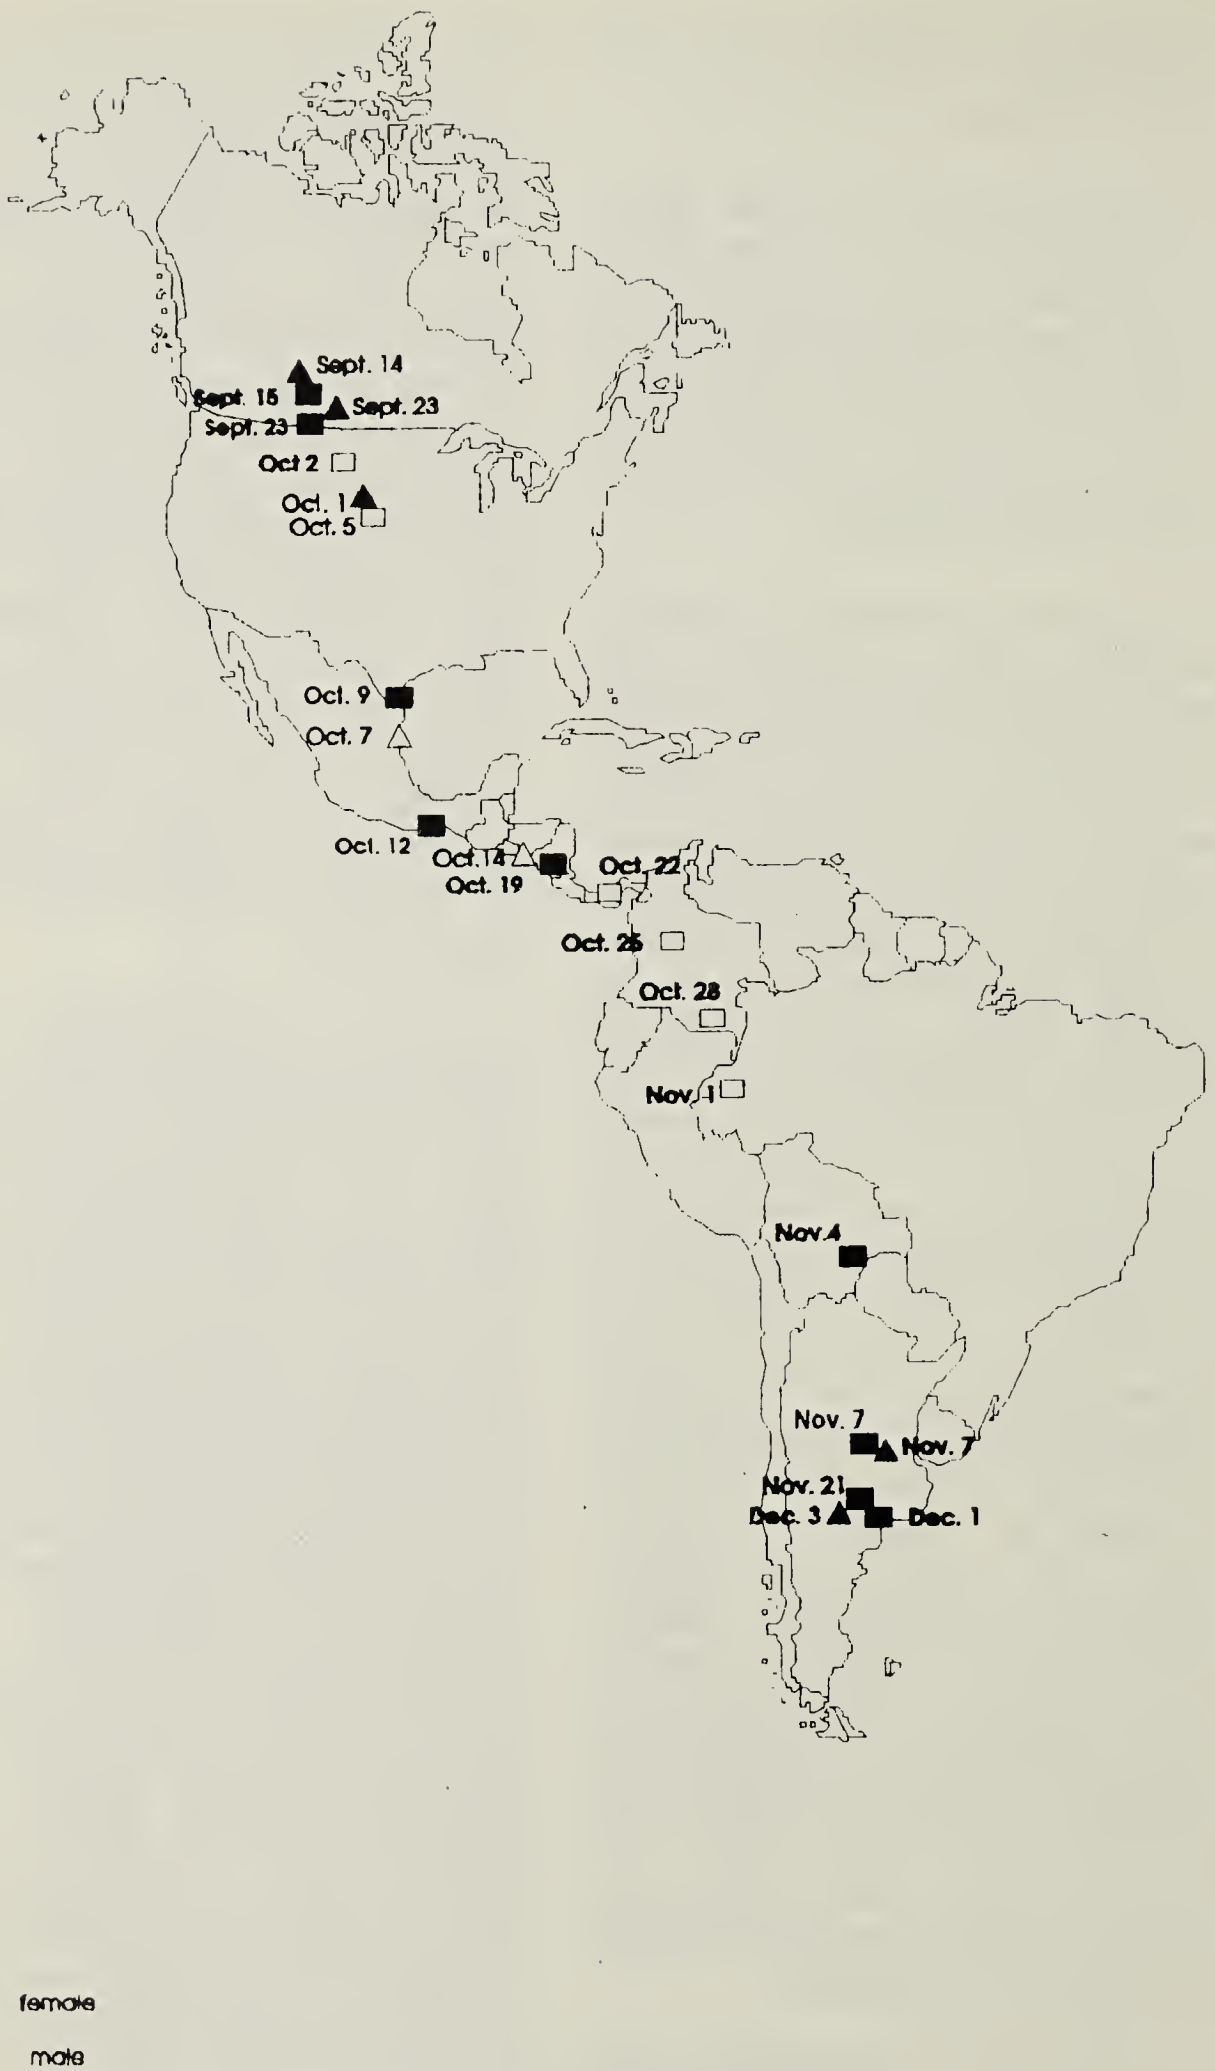 Sept. 14
Sept. 15
Sept. 23
Sept. 23
Oct 2
Oct. 1
Oct. 5
Oct. 9
Oct. 7
Oct. 12
Oct.14
Oct. 19
Oct. 22
Oct. 25
Oct. 28
Nov. 1
Nov.4
Nov. 7
Nov. 7
Nov. 21
Dec. 3
Dec. 1
female
male